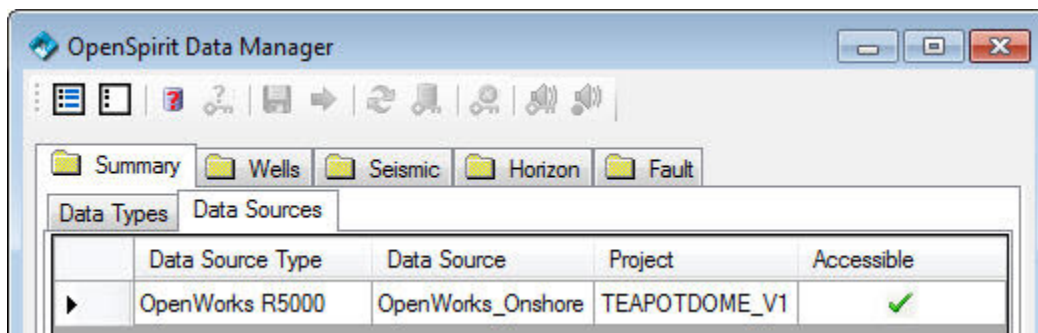 OpenSpirit Data Manager
Summary Wells Seismic Horizon Fault
Data Types Data Sources
Data Source Type Data Source Project Accessible
OpenWorks R5000 OpenWorks_Onshore TEAPOTDOME_V1